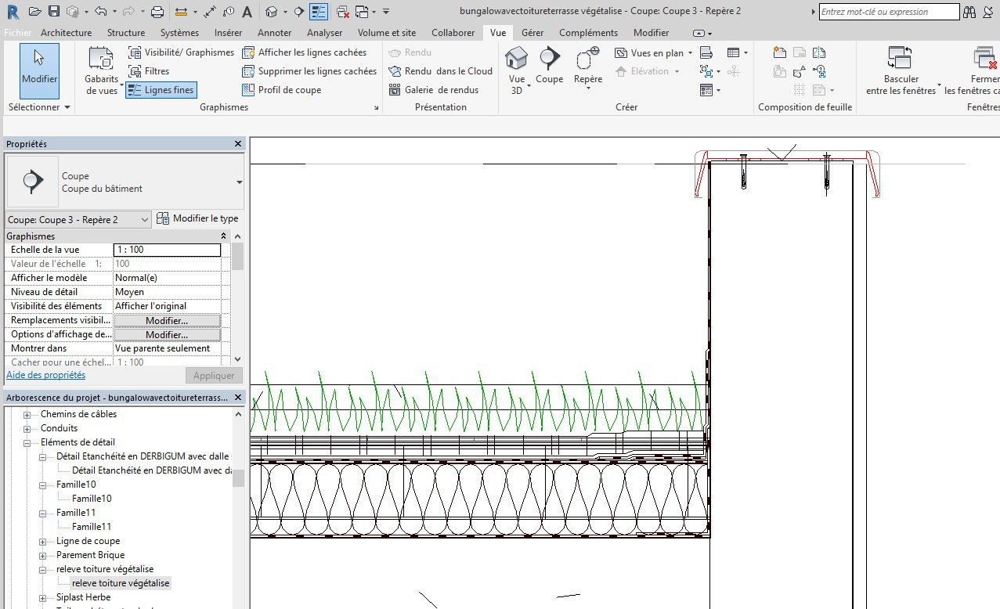 bungalowavectoitureterrasse végétalise - Coupe: Coupe 3 - Repère 2
Entrez mot-clé ou expression
Fichier Architecture Structure Systèmes Insérer Annoter Analyser Volume et site Collaborer Vue Gérer Compléments Modifier
Modifier
Sélectionner
Gabarits
de vues
Visibilité/ Graphismes
Filtres
Lignes fines
Afficher les lignes cachées
Supprimer les lignes cachées
Profil de coupe
Graphismes
Rendu
Rendu dans le Cloud
Galerie de rendus
Présentation
Vue
3D
Coupe
Repère
Vues en plan
Elévation
Créer
Composition de feuille
Basculer
entre les fenêtres
Fermer
les fenêtres ca
Fenêtres
Propriétés
Coupe
Coupe du bâtiment
Coupe: Coupe 3 - Repère 2
Modifier le type
Graphismes
Echelle de la vue 1 : 100
Valeur de l'échelle 1: 100
Afficher le modèle Normal(e)
Niveau de détail Moyen
Visibilité des éléments Afficher l'original
Remplacements visibil... Modifier...
Options d'affichage de... Modifier...
Montrer dans Vue parente seulement
Cacher pour une échel... 1 : 100
Aide des propriétés
Appliquer
Arborescence du projet - bungalowavectoitureterrass...
Chemins de câbles
Conduits
Eléments de détail
Détail Etanchéité en DERBIGUM avec dalle
Détail Etanchéité en DERBIGUM avec da
Famille10
Famille10
Famille11
Famille11
Ligne de coupe
Parement Brique
releve toiture végétalise
releve toiture végétalise
Siplast Herbe